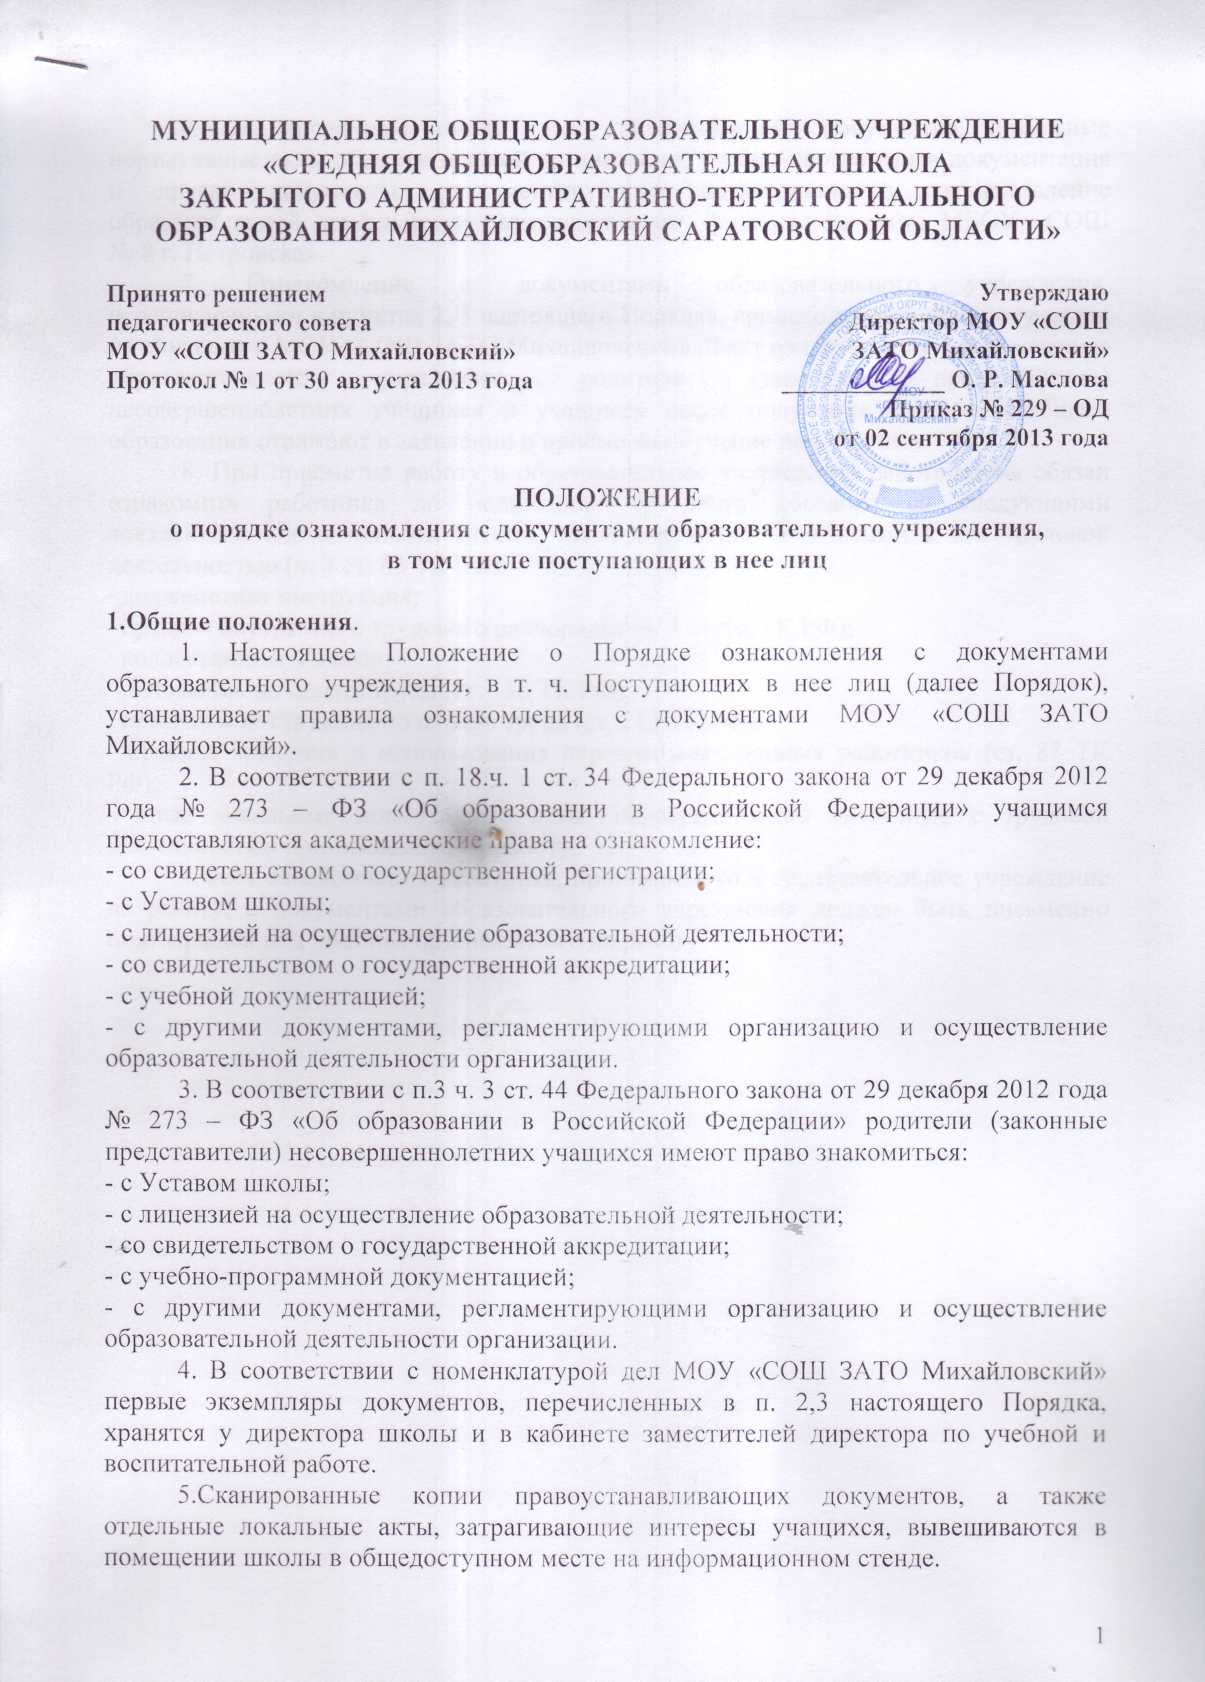 МУНИЦИПАЛЬНОЕ ОБЩЕОБРАЗОВАТЕЛЬНОЕ УЧРЕЖДЕНИЕ
«СРЕДНЯЯ ОБЩЕОБРАЗОВАТЕЛЬНАЯ ШКОЛА
ЗАКРЫТОГО АДМИНИСТРАТИВНО-ТЕРРИТОРИАЛЬНОГО
ОБРАЗОВАНИЯ МИХАЙЛОВСКИЙ САРАТОВСКОЙ ОБЛАСТИ»
Принято решением
педагогического совета
МОУ «СОШ ЗАТО Михайловский»
Протокол № 1 от 30 августа 2013 года
Утверждаю
Директор МОУ «СОШ
ЗАТО Михайловский»
О. Р. Маслова
Приказ № 229 – ОД
от 02 сентября 2013 года
МОУ
«СОШ ЗАТО
Михайловский»
ПОЛОЖЕНИЕ
о порядке ознакомления с документами образовательного учреждения,
в том числе поступающих в нее лиц
1.Общие положения.
1. Настоящее Положение о Порядке ознакомления с документами
образовательного учреждения, в т. ч. Поступающих в нее лиц (далее Порядок),
устанавливает правила ознакомления с документами МОУ «СОШ ЗАТО
Михайловский».
2. В соответствии с п. 18.ч. 1 ст. 34 Федерального закона от 29 декабря 2012
года № 273 – ФЗ «Об образовании в Российской Федерации» учащимся
предоставляются академические права на ознакомление:
- со свидетельством о государственной регистрации;
- с Уставом школы;
- с лицензией на осуществление образовательной деятельности;
- со свидетельством о государственной аккредитации;
- с учебной документацией;
- с другими документами, регламентирующими организацию и осуществление
образовательной деятельности организации.
3. В соответствии с п.3 ч. 3 ст. 44 Федерального закона от 29 декабря 2012 года
№ 273 – ФЗ «Об образовании в Российской Федерации» родители (законные
представители) несовершеннолетних учащихся имеют право знакомиться:
- с Уставом школы;
- с лицензией на осуществление образовательной деятельности;
- со свидетельством о государственной аккредитации;
- с учебно-программной документацией;
- с другими документами, регламентирующими организацию и осуществление
образовательной деятельности организации.
4. В соответствии с номенклатурой дел МОУ «СОШ ЗАТО Михайловский»
первые экземпляры документов, перечисленных в п. 2,3 настоящего Порядка,
хранятся у директора школы и в кабинете заместителей директора по учебной и
воспитательной работе.
5.Сканированные копии правоустанавливающих документов, а также
отдельные локальные акты, затрагивающие интересы учащихся, вывешиваются в
помещении школы в общедоступном месте на информационном стенде.
1